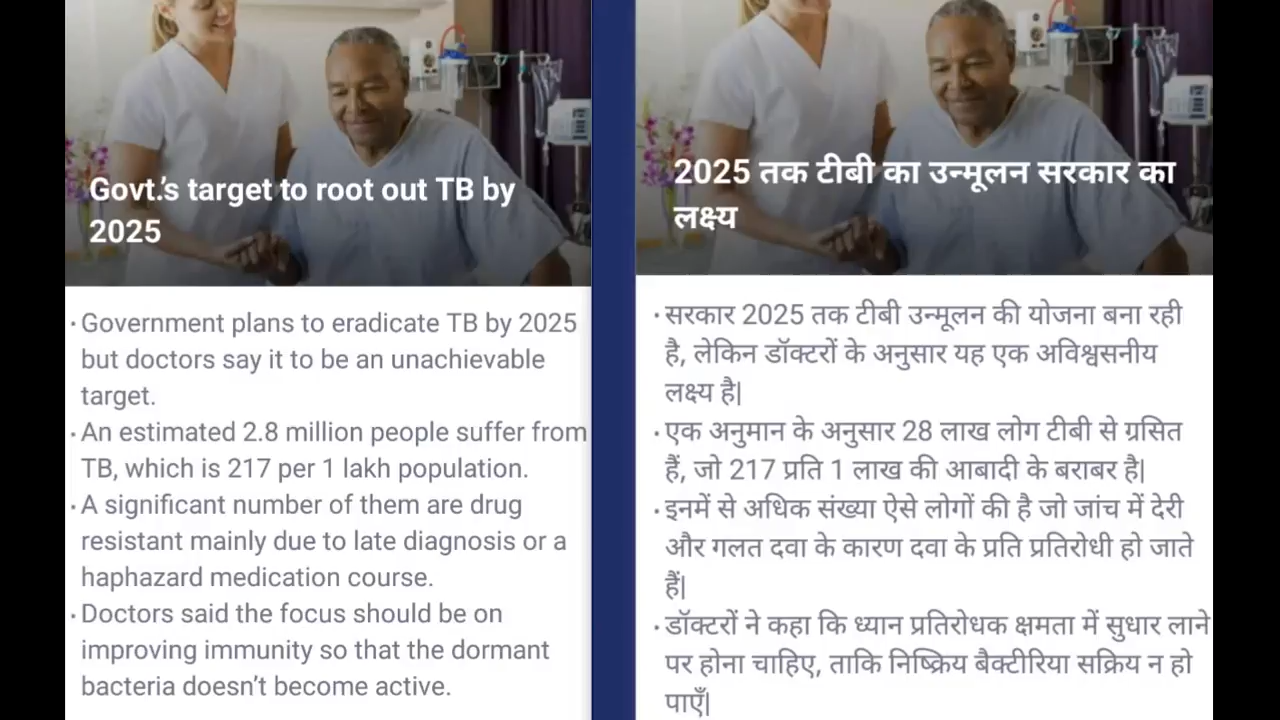 Govt.’s target to root out TB by
2025
· Government plans to eradicate TB by 2025
but doctors say it to be an unachievable
target.
· An estimated 2.8 million people suffer from
TB, which is 217 per 1 lakh population.
· A significant number of them are drug
resistant mainly due to late diagnosis or a
haphazard medication course.
· Doctors said the focus should be on
improving immunity so that the dormant
bacteria doesn’t become active.
2025 तक टीबी का उन्मूलन सरकार का
लक्ष्य
· सरकार 2025 तक टीबी उन्मूलन की योजना बना रही
है, लेकिन डॉक्टरों के अनुसार यह एक अविश्वसनीय
लक्ष्य है|
· एक अनुमान के अनुसार 28 लाख लोग टीबी से ग्रसित
हैं, जो 217 प्रति 1 लाख की आबादी के बराबर है|
· इनमें से अधिक संख्या ऐसे लोगों की है जो जांच में देरी
और गलत दवा के कारण दवा के प्रति प्रतिरोधी हो जाते
हैं|
· डॉक्टरों ने कहा कि ध्यान प्रतिरोधक क्षमता में सुधार लाने
पर होना चाहिए, ताकि निष्क्रिय बैक्टीरिया सक्रिय न हो
पाएँ|